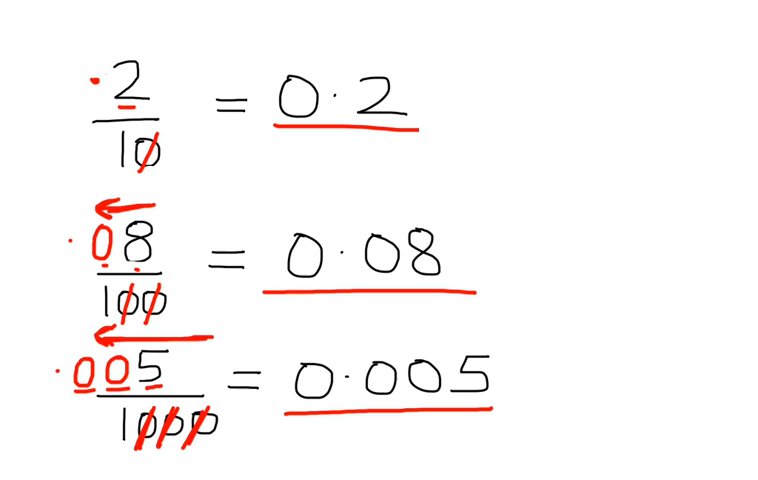 ·2/10 = 0·2
·08/100 = 0·08
·005/1000 = 0·005